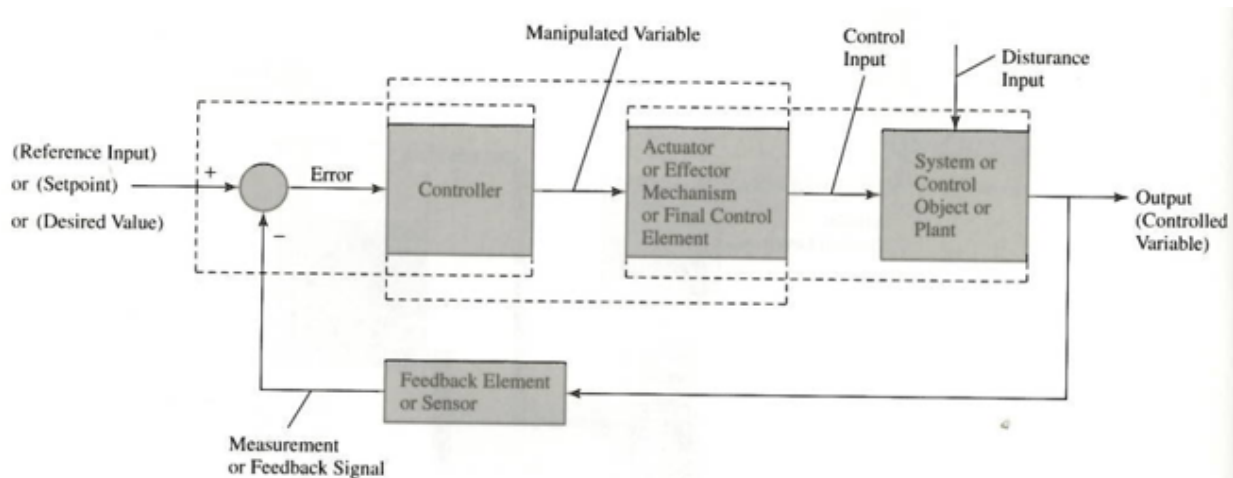 Manipulated Variable
Control
Input
Disturance
Input
(Reference Input)
or (Setpoint)
or (Desired Value)
+
−
Error
Controller
Actuator
or Effector
Mechanism
or Final Control
Element
System or
Control
Object or
Plant
Output
(Controlled
Variable)
Feedback Element
or Sensor
Measurement
or Feedback Signal